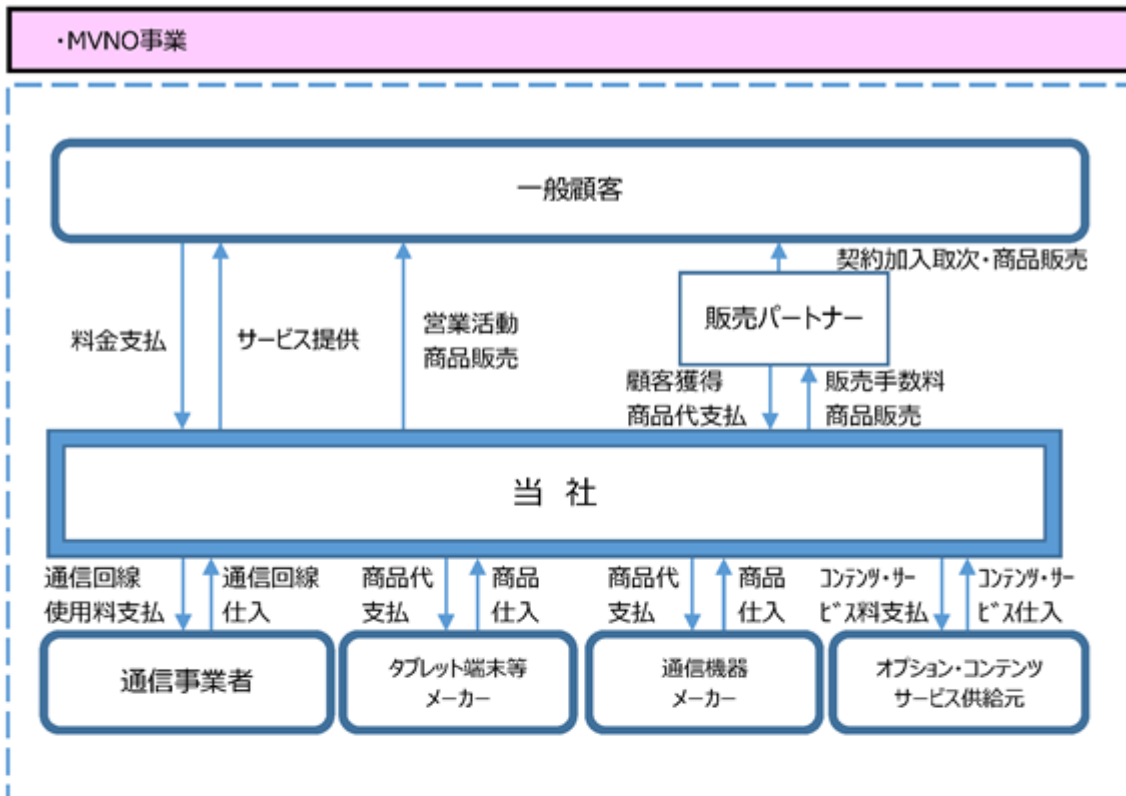 ・MVNO事業
一般顧客
契約加入取次・商品販売
販売パートナー
料金支払
サービス提供
営業活動
商品販売
顧客獲得
商品代支払
販売手数料
商品販売
当 社
通信回線
使用料支払
通信回線
仕入
商品代
支払
商品
仕入
商品代
支払
商品
仕入
ｺﾝﾃﾝﾂ･ｻｰ
ﾋﾞｽ料支払
ｺﾝﾃﾝﾂ･ｻｰ
ﾋﾞｽ仕入
通信事業者
タブレット端末等
メーカー
通信機器
メーカー
オプション・コンテンツ
サービス供給元